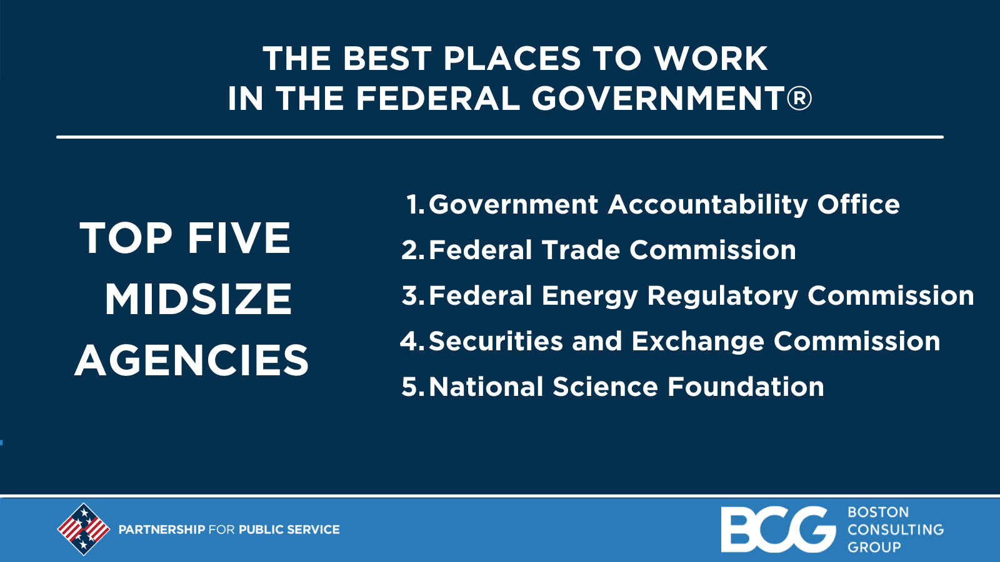 THE BEST PLACES TO WORK
IN THE FEDERAL GOVERNMENT®
TOP FIVE
MIDSIZE
AGENCIES
1. Government Accountability Office
2. Federal Trade Commission
3. Federal Energy Regulatory Commission
4. Securities and Exchange Commission
5. National Science Foundation
PARTNERSHIP FOR PUBLIC SERVICE
BCG
BOSTON
CONSULTING
GROUP